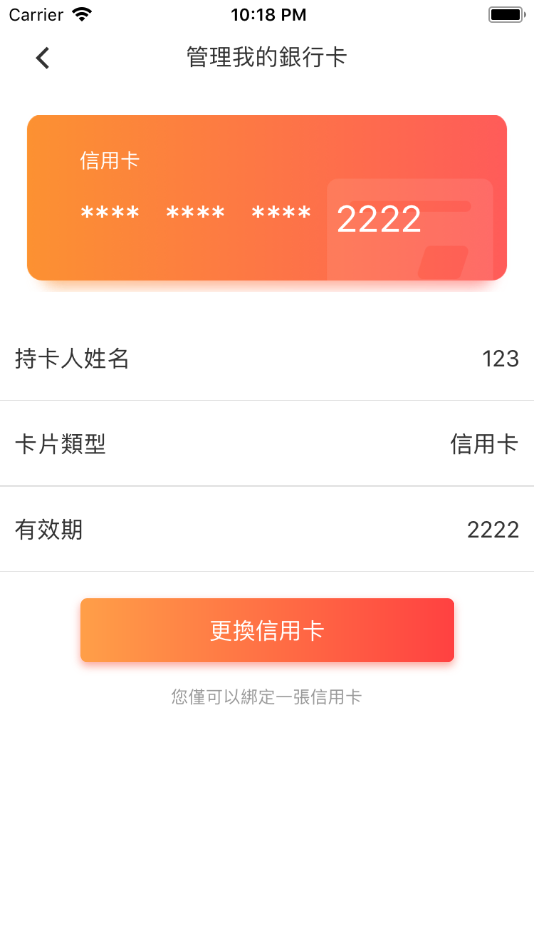 Carrier 10:18 PM
管理我的銀行卡
信用卡
**** **** **** 2222
持卡人姓名 123
卡片類型 信用卡
有效期 2222
更換信用卡
您僅可以綁定一張信用卡